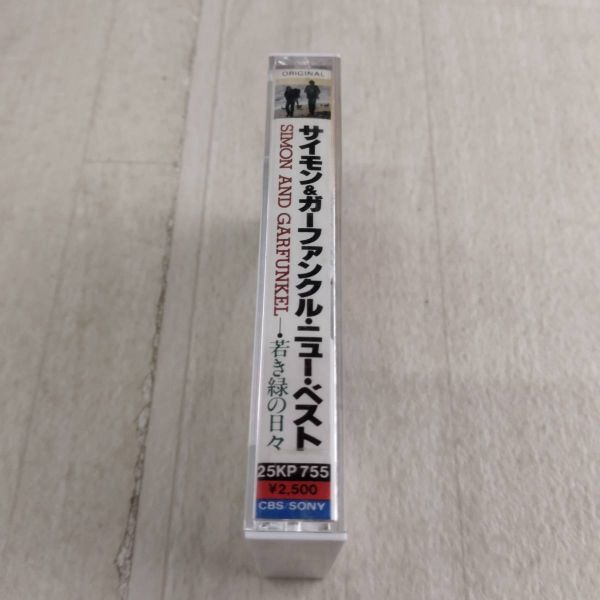 ORIGINAL
サイモン&ガーファンクル・ニュー・ベスト
SIMON AND GARFUNKEL—・若き緑の日々
25KP 755
¥2,500
CBS/SONY